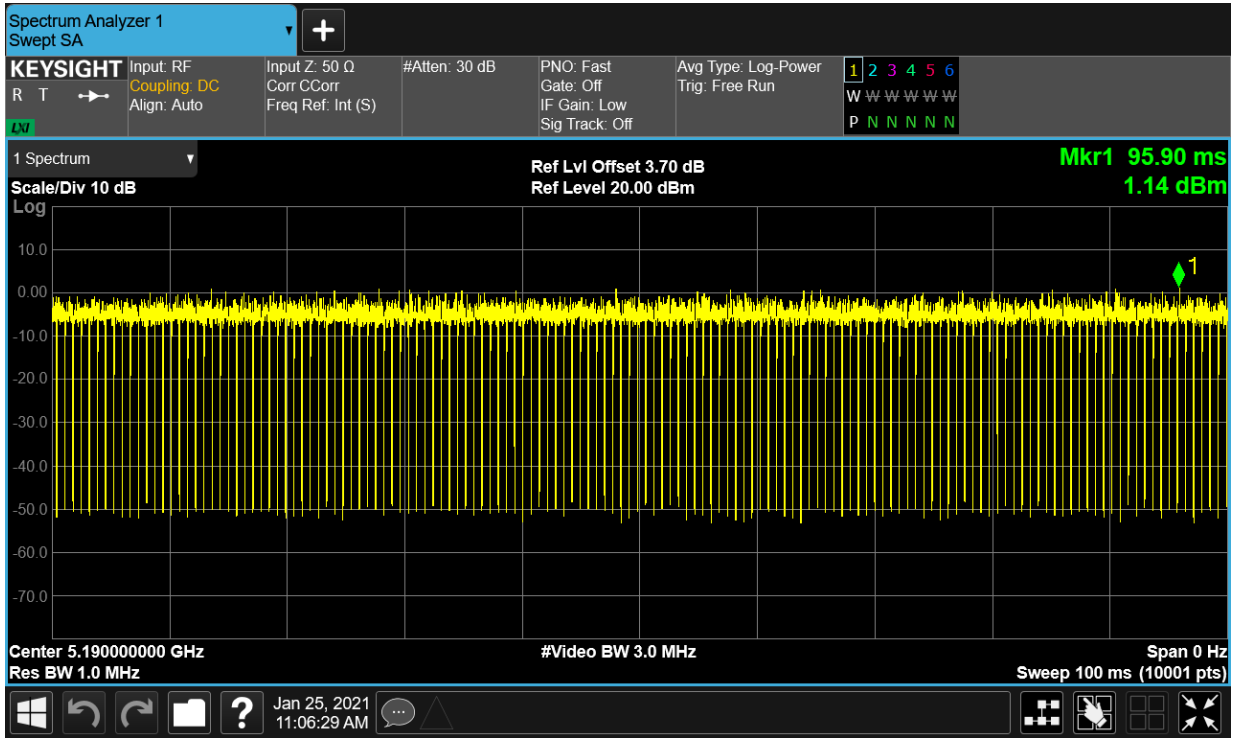 Spectrum Analyzer 1
Swept SA
+
KEYSIGHT
R T
LXI
Input: RF
Coupling: DC
Align: Auto
Input Z: 50 Ω
Corr CCorr
Freq Ref: Int (S)
#Atten: 30 dB
PNO: Fast
Gate: Off
IF Gain: Low
Sig Track: Off
Avg Type: Log-Power
Trig: Free Run
1 2 3 4 5 6
W W W W W W
P N N N N N
1 Spectrum
Scale/Div 10 dB
Log
Ref Lvl Offset 3.70 dB
Ref Level 20.00 dBm
Mkr1 95.90 ms
1.14 dBm
10.0
1
0.00
-10.0
-20.0
-30.0
-40.0
-50.0
-60.0
-70.0
Center 5.190000000 GHz
#Video BW 3.0 MHz
Span 0 Hz
Res BW 1.0 MHz
Sweep 100 ms (10001 pts)
?
Jan 25, 2021
11:06:29 AM